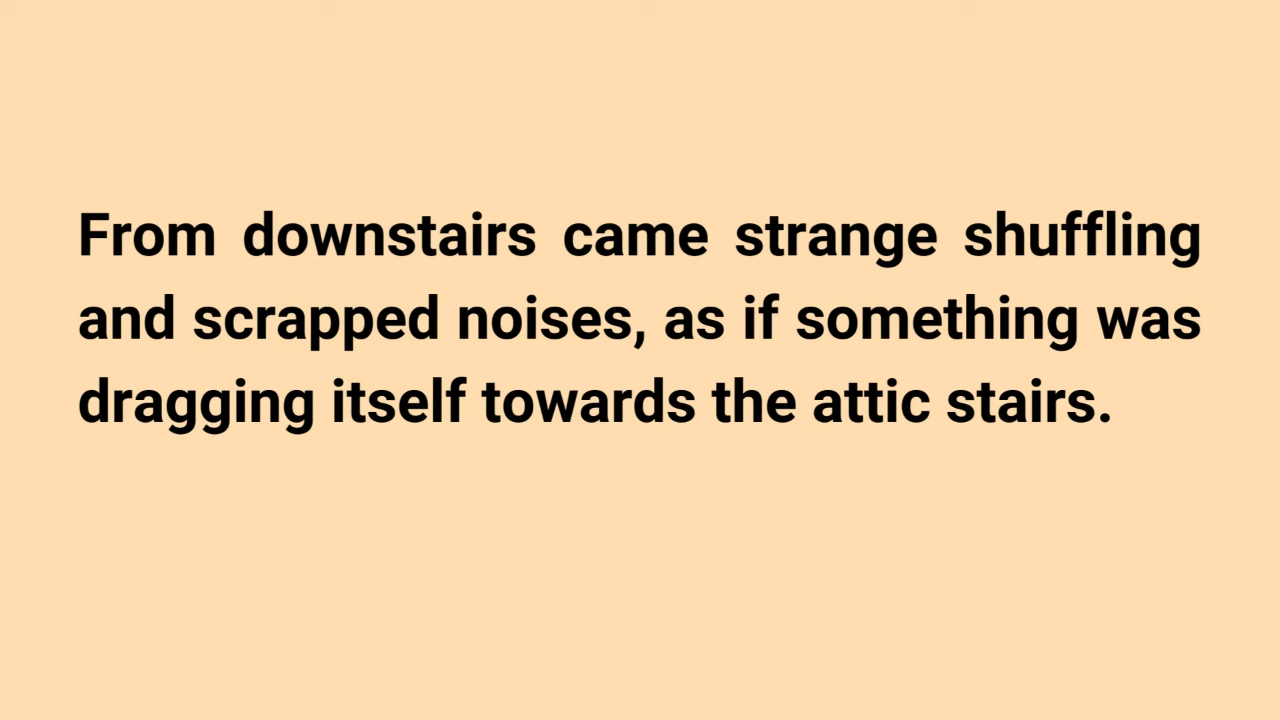 From downstairs came strange shuffling
and scrapped noises, as if something was
dragging itself towards the attic stairs.